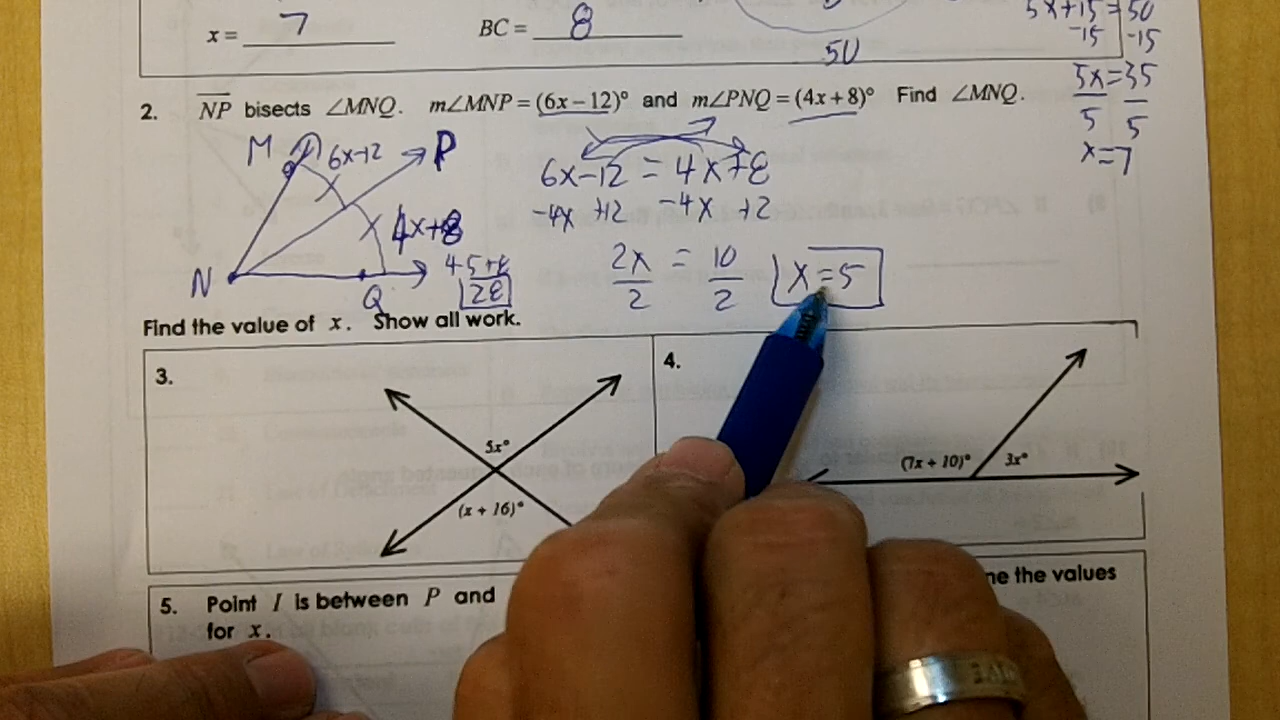 5x+15=50
-15 -15
x = 7 BC = 8
50
5x=35
5 5
x=7
2. NP bisects ∠MNQ. m∠MNP = (6x – 12)° and m∠PNQ = (4x + 8)° Find ∠MNQ.
M 6x-12 P
6x-12 = 4x+8
-4x +12 -4x +2
4x+8
2x = 10
2 2
x=5
N Q
4·5+8
28
Find the value of x. Show all work.
3.
5x°
(x + 16)°
4.
(7x + 10)° 3x°
5. Point I is between P and
for x.
ne the values